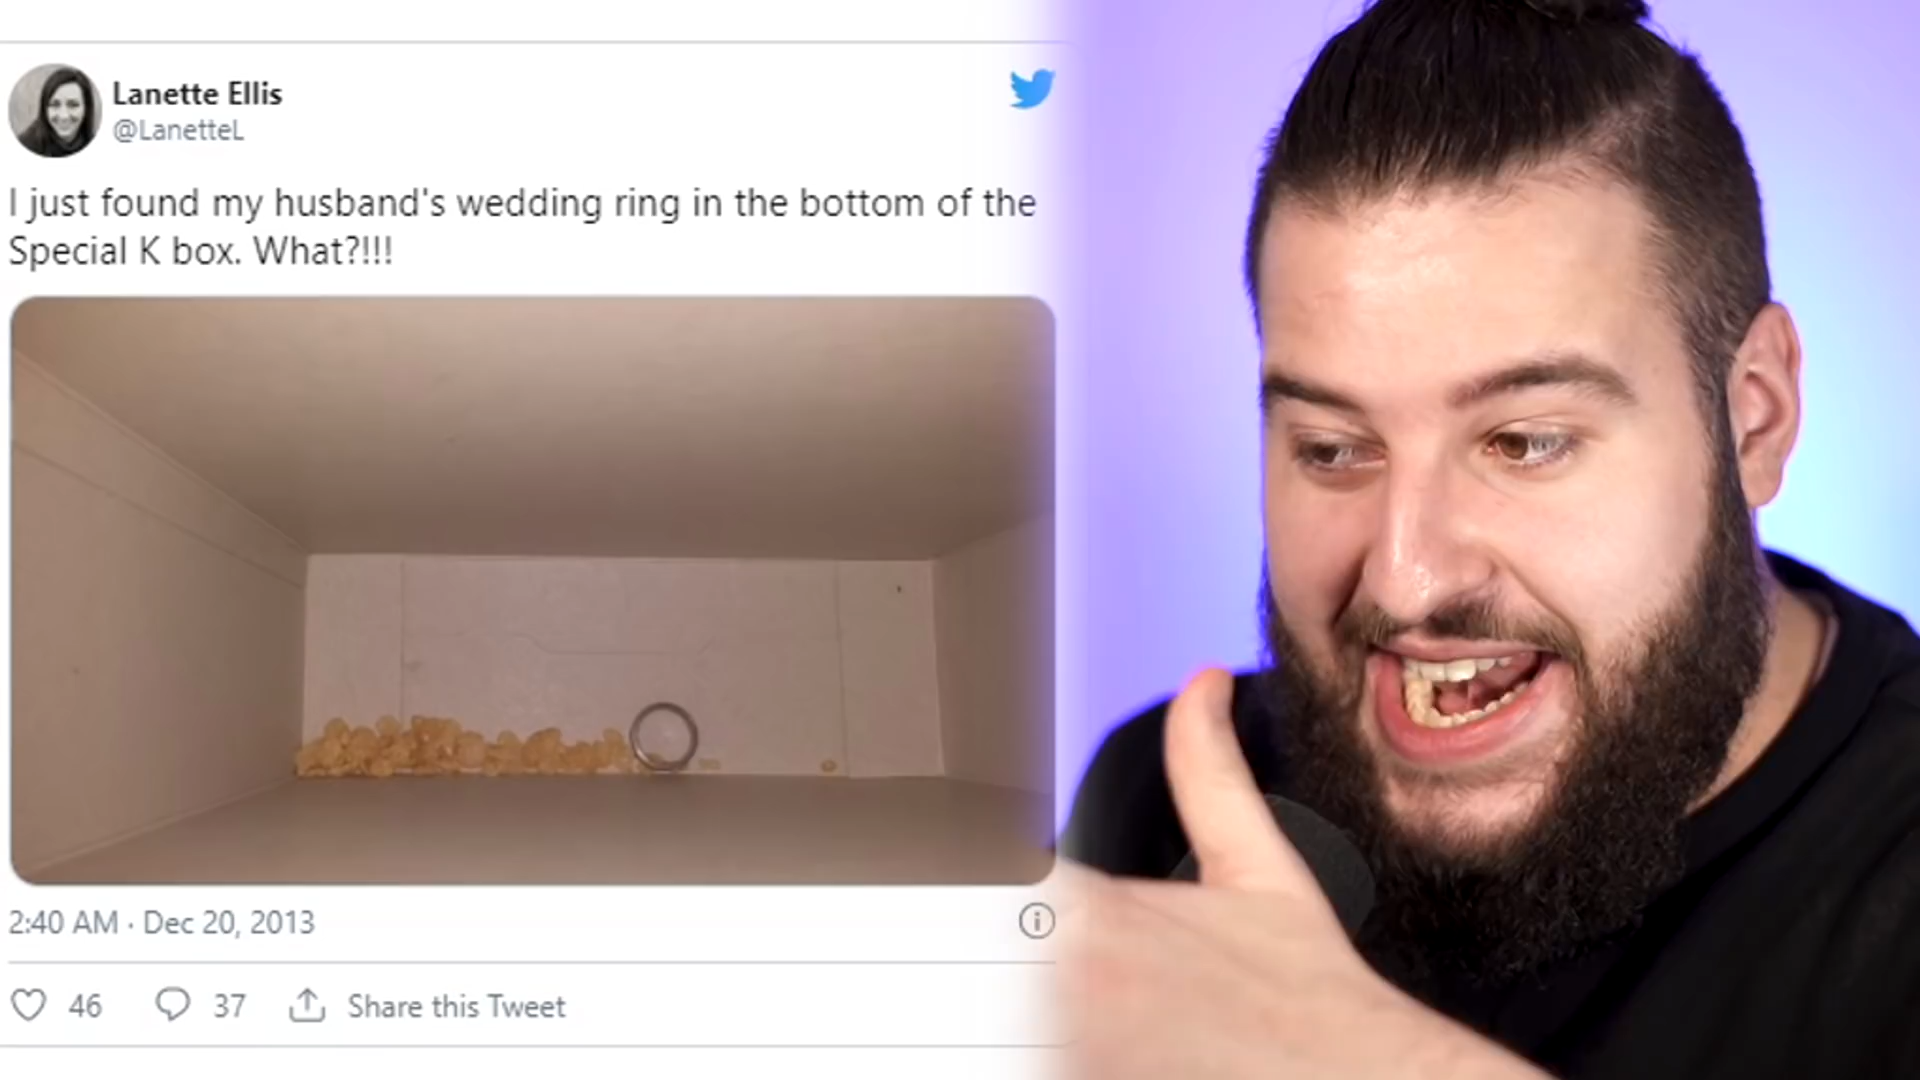 Lanette Ellis
@LanetteL
I just found my husband's wedding ring in the bottom of the
Special K box. What?!!!
2:40 AM · Dec 20, 2013
46 37 Share this Tweet